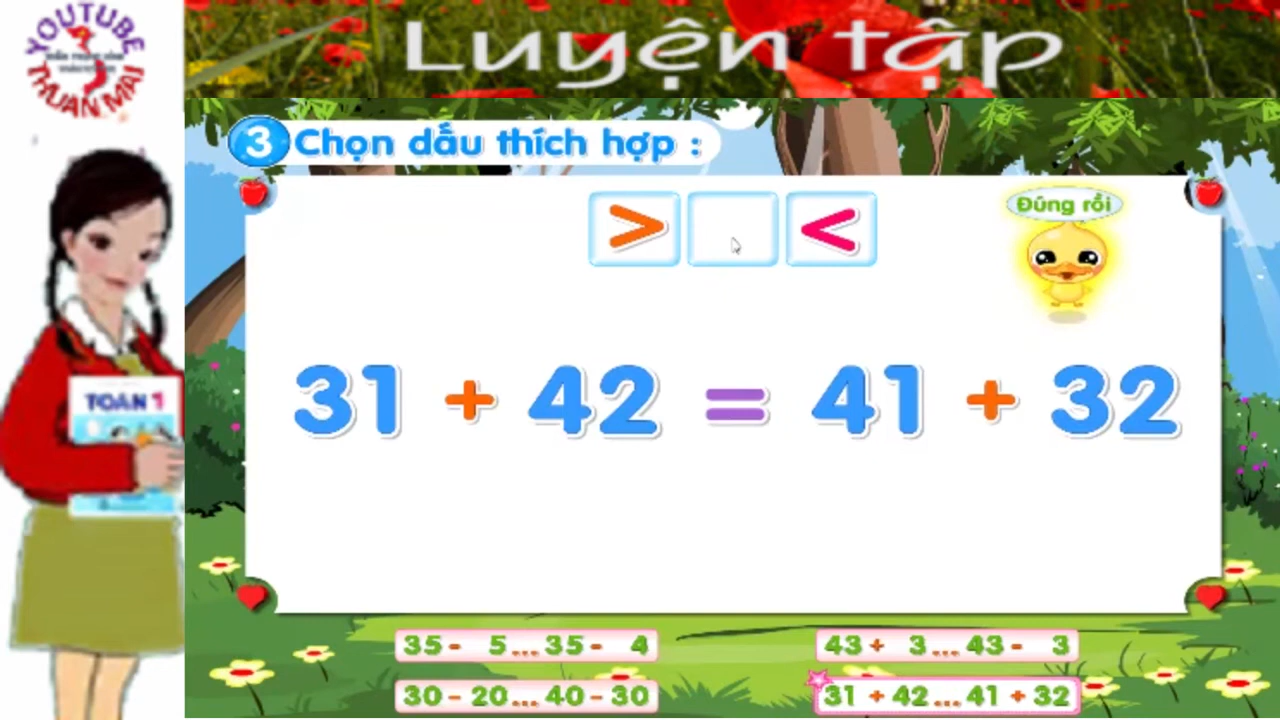 YOUTUBE
THUAN MAI
Luyện tập
3 Chọn dấu thích hợp :
> <
Đúng rồi
31 + 42 = 41 + 32
TOÁN 1
35 - 5 ... 35 - 4
43 + 3 ... 43 - 3
30 - 20 ... 40 - 30
31 + 42 ... 41 + 32